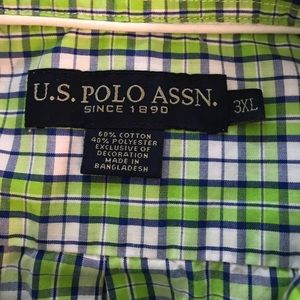 U.S. POLO ASSN.
SINCE 1890
3XL
60% COTTON
40% POLYESTER
EXCLUSIVE OF
DECORATION
MADE IN
BANGLADESH